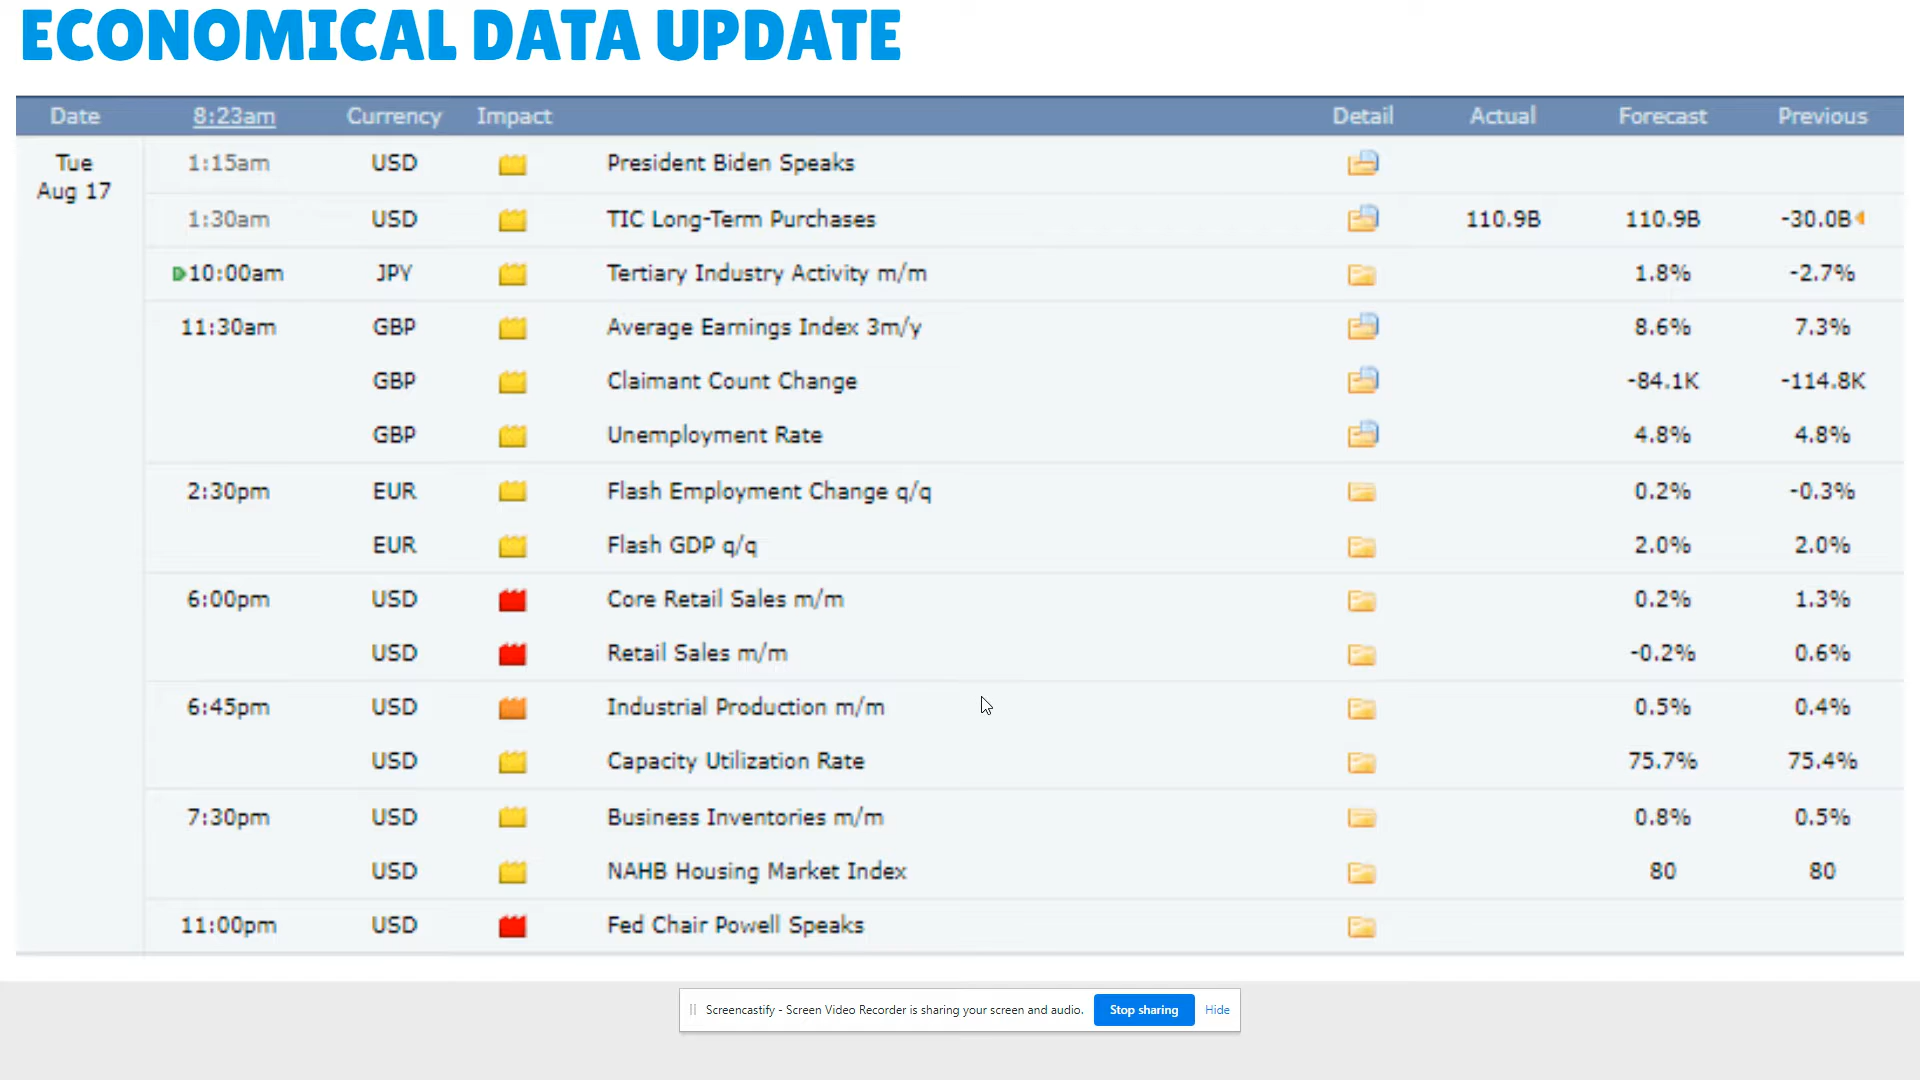 ECONOMICAL DATA UPDATE
Date 8:23am Currency Impact Detail Actual Forecast Previous
Tue Aug 17 1:15am USD President Biden Speaks
1:30am USD TIC Long-Term Purchases 110.9B 110.9B -30.0B
10:00am JPY Tertiary Industry Activity m/m 1.8% -2.7%
11:30am GBP Average Earnings Index 3m/y 8.6% 7.3%
GBP Claimant Count Change -84.1K -114.8K
GBP Unemployment Rate 4.8% 4.8%
2:30pm EUR Flash Employment Change q/q 0.2% -0.3%
EUR Flash GDP q/q 2.0% 2.0%
6:00pm USD Core Retail Sales m/m 0.2% 1.3%
USD Retail Sales m/m -0.2% 0.6%
6:45pm USD Industrial Production m/m 0.5% 0.4%
USD Capacity Utilization Rate 75.7% 75.4%
7:30pm USD Business Inventories m/m 0.8% 0.5%
USD NAHB Housing Market Index 80 80
11:00pm USD Fed Chair Powell Speaks
Screencastify - Screen Video Recorder is sharing your screen and audio. Stop sharing Hide